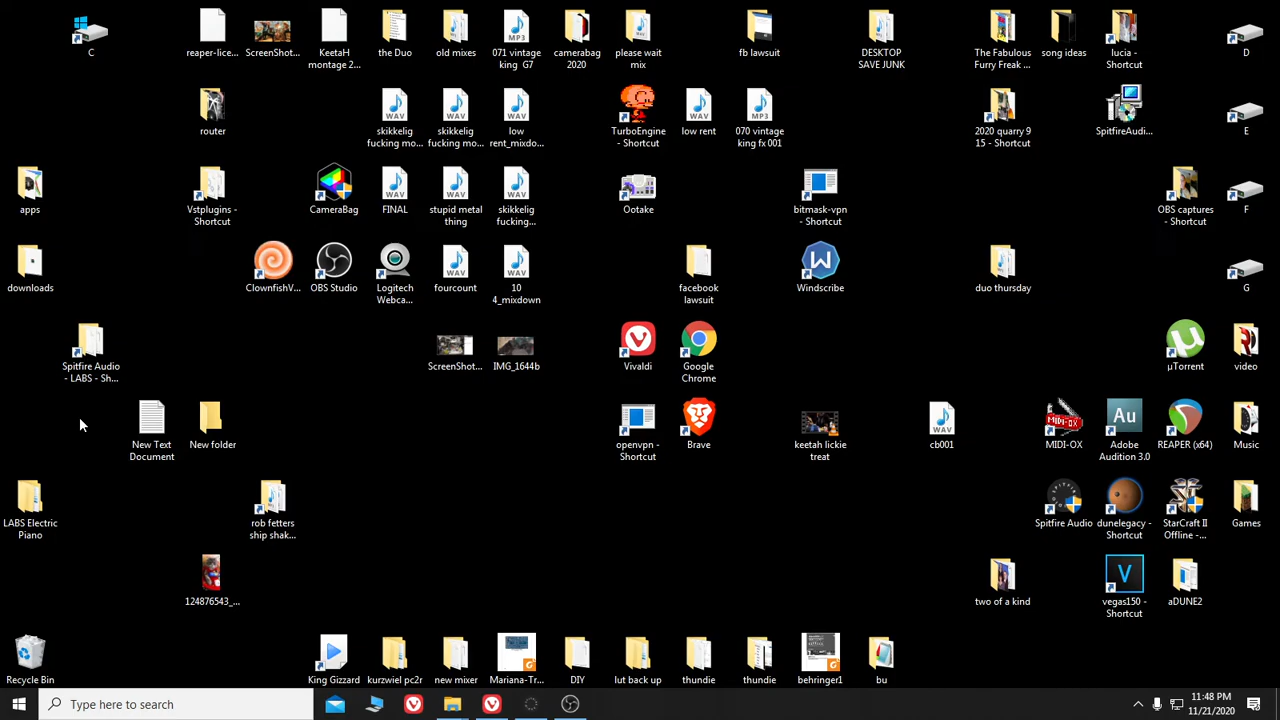 C
reaper-lice...
ScreenShot...
KeetaH
montage 2...
the Duo
old mixes
071 vintage
king G7
camerabag
2020
please wait
mix
fb lawsuit
DESKTOP
SAVE JUNK
The Fabulous
Furry Freak ...
song ideas
lucia -
Shortcut
D
router
skikkelig
fucking mo...
skikkelig
fucking mo...
low
rent_mixdo...
TurboEngine
- Shortcut
low rent
070 vintage
king fx 001
2020 quarry 9
15 - Shortcut
SpitfireAudi...
E
apps
Vstplugins -
Shortcut
CameraBag
FINAL
stupid metal
thing
skikkelig
fucking...
Ootake
bitmask-vpn
- Shortcut
OBS captures
- Shortcut
F
downloads
ClownfishV...
OBS Studio
Logitech
Webca...
fourcount
10
4_mixdown
facebook
lawsuit
Windscribe
duo thursday
G
Spitfire Audio
- LABS - Sh...
ScreenShot...
IMG_1644b
Vivaldi
Google
Chrome
µTorrent
video
New Text
Document
New folder
openvpn -
Shortcut
Brave
keetah lickie
treat
cb001
MIDI-OX
Adobe
Audition 3.0
REAPER (x64)
Music
LABS Electric
Piano
rob fetters
ship shak...
Spitfire Audio
dunelegacy -
Shortcut
StarCraft II
Offline -...
Games
124876543_...
two of a kind
vegas150 -
Shortcut
aDUNE2
Recycle Bin
King Gizzard
kurzwiel pc2r
new mixer
Mariana-Tr...
DIY
lut back up
thundie
thundie
behringer1
bu
Type here to search
11:48 PM
11/21/2020